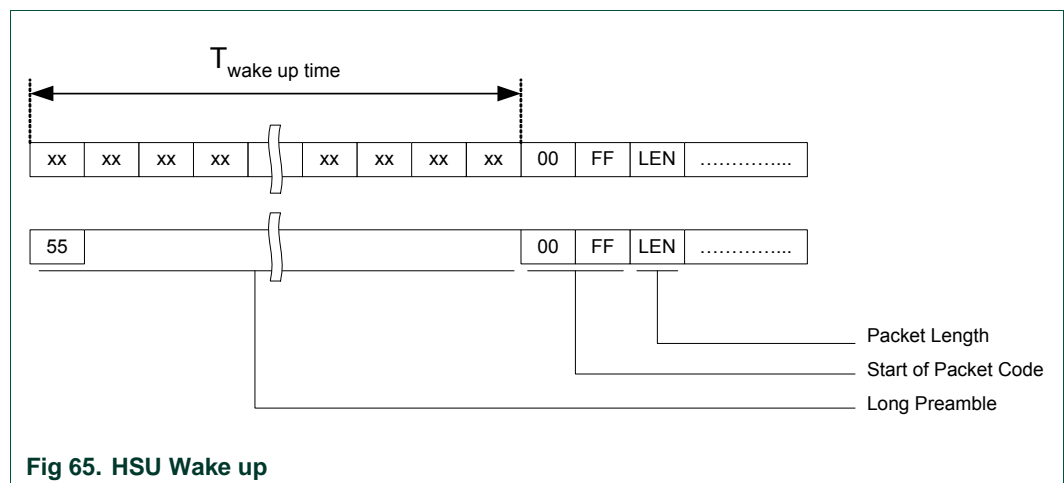 T wake up time
xx xx xx xx xx xx xx xx 00 FF LEN …………...
55 00 FF LEN …………...
Packet Length
Start of Packet Code
Long Preamble
Fig 65. HSU Wake up